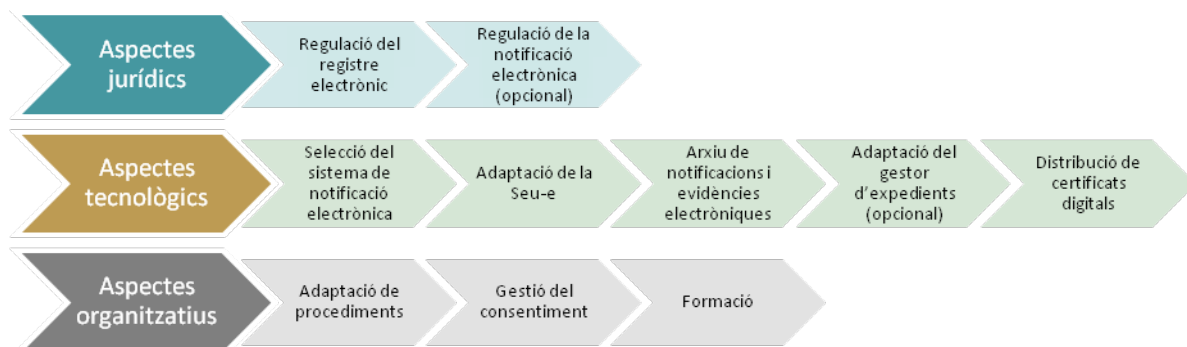 Aspectes
jurídics
Regulació del
registre
electrònic
Regulació de la
notificació
electrònica
(opcional)
Aspectes
tecnològics
Selecció del
sistema de
notificació
electrònica
Adaptació de la
Seu-e
Arxiu de
notificacions i
evidències
electròniques
Adaptació del
gestor
d'expedients
(opcional)
Distribució de
certificats
digitals
Aspectes
organitzatius
Adaptació de
procediments
Gestió del
consentiment
Formació